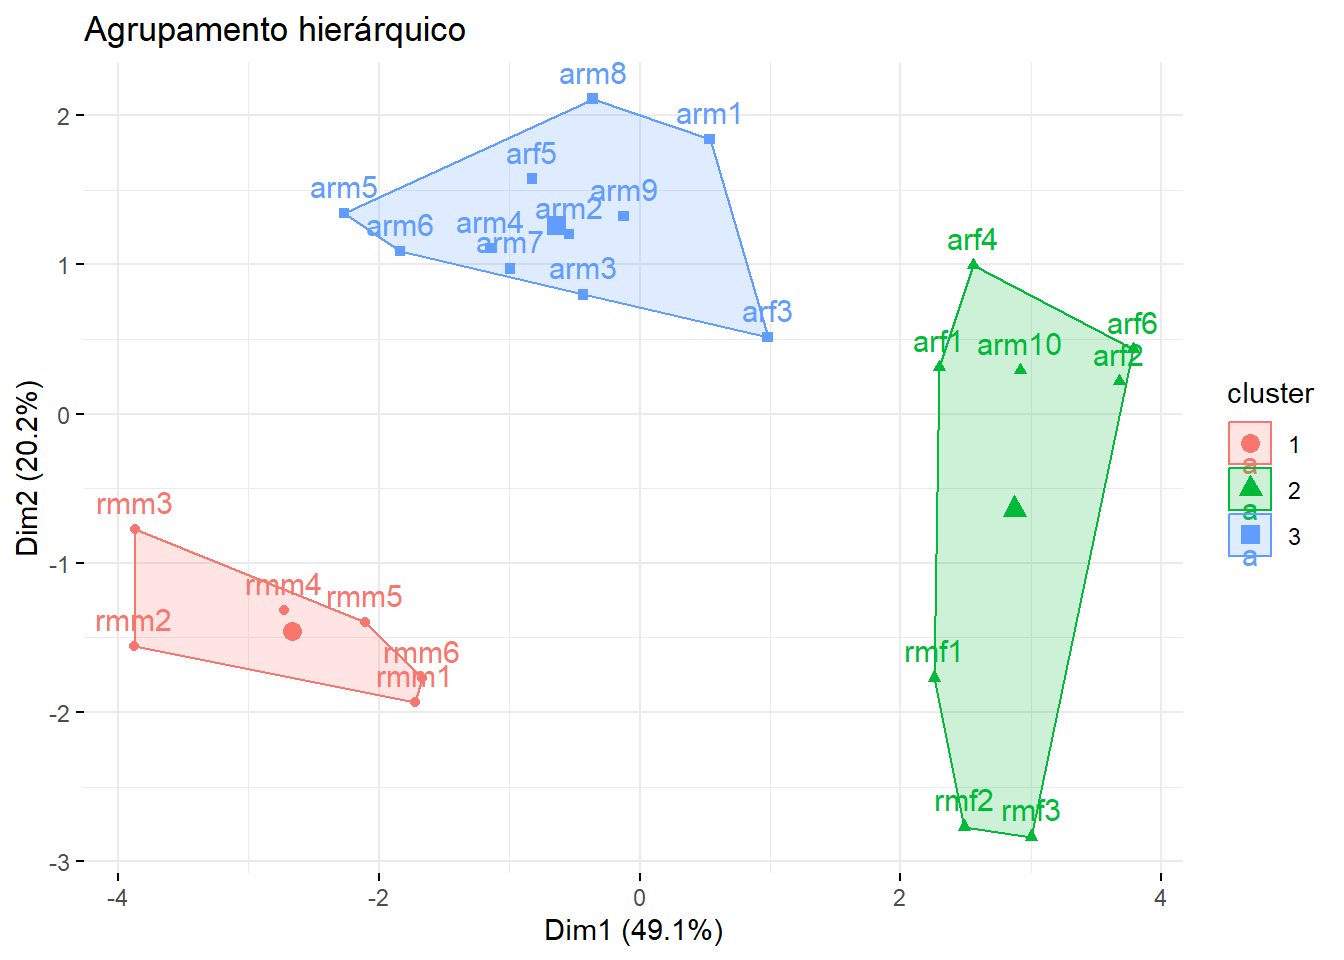 Agrupamento hierárquico
arm8
arm1
arf5
arm5
arm9
arm2
arm6
arm4
arm7
arm3
arf3
arf4
arf6
arf1
arm10
arf2
rmm3
rmm4
rmm5
rmm2
rmm6
rmm1
rmf1
rmf2
rmf3
2
1
0
-1
-2
-3
Dim2 (20.2%)
-4
-2
0
2
4
Dim1 (49.1%)
cluster
a
1
a
2
a
3